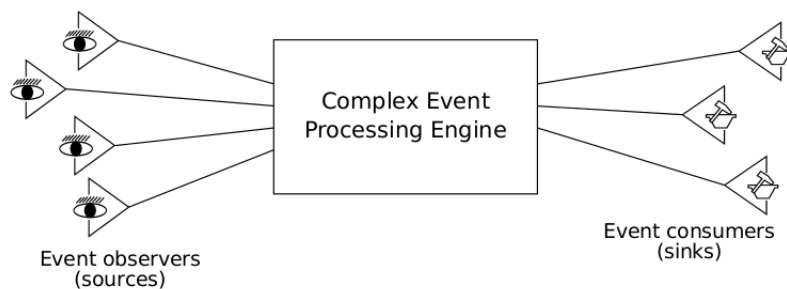 Complex Event
Processing Engine
Event observers
(sources)
Event consumers
(sinks)